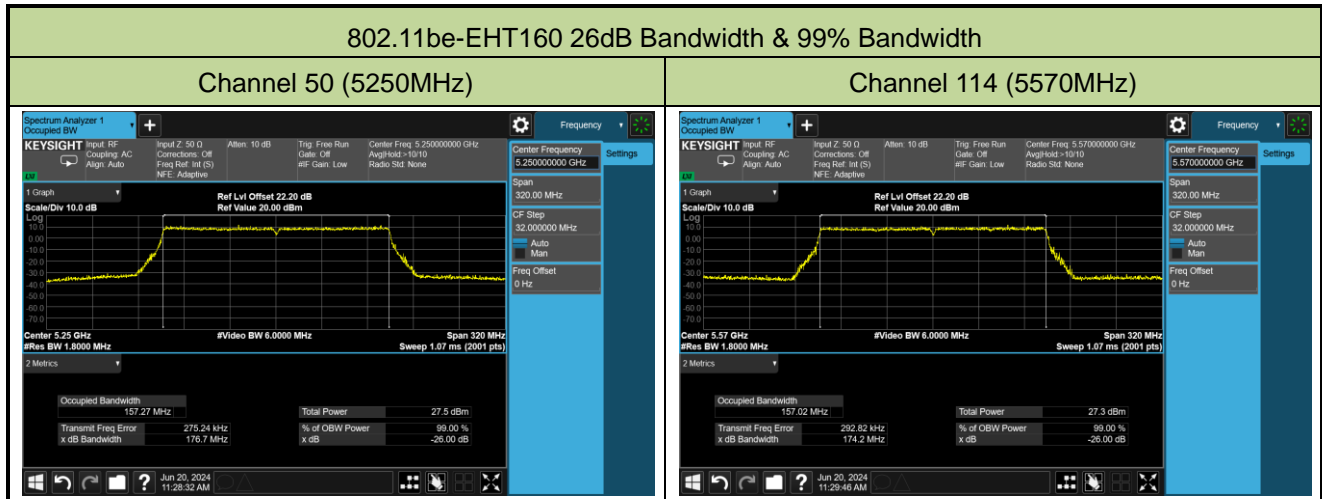 802.11be-EHT160 26dB Bandwidth & 99% Bandwidth
Channel 50 (5250MHz)
Spectrum Analyzer 1
Occupied BW
+
Frequency
KEYSIGHT
Input: RF
Coupling: AC
Align: Auto
Input Z: 50 Ω
Corrections: Off
Freq Ref: Int (S)
NFE: Adaptive
Atten: 10 dB
Trig: Free Run
Gate: Off
#IF Gain: Low
Center Freq: 5.250000000 GHz
Avg|Hold:>10/10
Radio Std: None
Center Frequency
5.250000000 GHz
Settings
Span
320.00 MHz
CF Step
32.000000 MHz
Auto
Man
Freq Offset
0 Hz
1 Graph
Scale/Div 10.0 dB
Ref Lvl Offset 22.20 dB
Ref Value 20.00 dBm
Log
10.0
0.00
-10.0
-20.0
-30.0
-40.0
-50.0
-60.0
-70.0
Center 5.25 GHz
#Video BW 6.0000 MHz
Span 320 MHz
#Res BW 1.8000 MHz
Sweep 1.07 ms (2001 pts)
2 Metrics
Occupied Bandwidth
157.27 MHz
Total Power 27.5 dBm
Transmit Freq Error 275.24 kHz
% of OBW Power 99.00 %
x dB Bandwidth 176.7 MHz
x dB -26.00 dB
?
Jun 20, 2024
11:28:32 AM
Channel 114 (5570MHz)
Spectrum Analyzer 1
Occupied BW
+
Frequency
KEYSIGHT
Input: RF
Coupling: AC
Align: Auto
Input Z: 50 Ω
Corrections: Off
Freq Ref: Int (S)
NFE: Adaptive
Atten: 10 dB
Trig: Free Run
Gate: Off
#IF Gain: Low
Center Freq: 5.570000000 GHz
Avg|Hold:>10/10
Radio Std: None
Center Frequency
5.570000000 GHz
Settings
Span
320.00 MHz
CF Step
32.000000 MHz
Auto
Man
Freq Offset
0 Hz
1 Graph
Scale/Div 10.0 dB
Ref Lvl Offset 22.20 dB
Ref Value 20.00 dBm
Log
10.0
0.00
-10.0
-20.0
-30.0
-40.0
-50.0
-60.0
-70.0
Center 5.57 GHz
#Video BW 6.0000 MHz
Span 320 MHz
#Res BW 1.8000 MHz
Sweep 1.07 ms (2001 pts)
2 Metrics
Occupied Bandwidth
157.02 MHz
Total Power 27.3 dBm
Transmit Freq Error 292.82 kHz
% of OBW Power 99.00 %
x dB Bandwidth 174.2 MHz
x dB -26.00 dB
?
Jun 20, 2024
11:29:46 AM